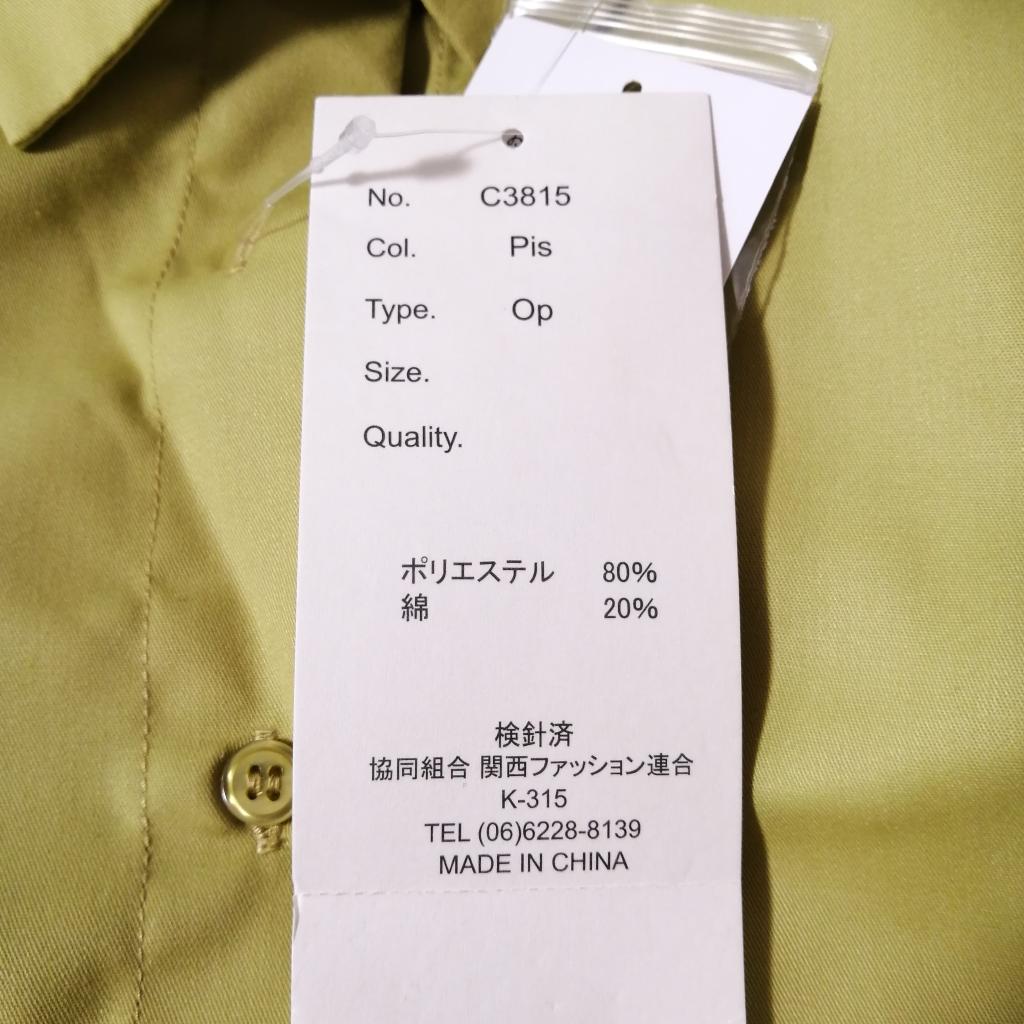 No. C3815
Col. Pis
Type. Op
Size.
Quality.
ポリエステル 80%
綿 20%
検針済
協同組合 関西ファッション連合
K-315
TEL (06)6228-8139
MADE IN CHINA